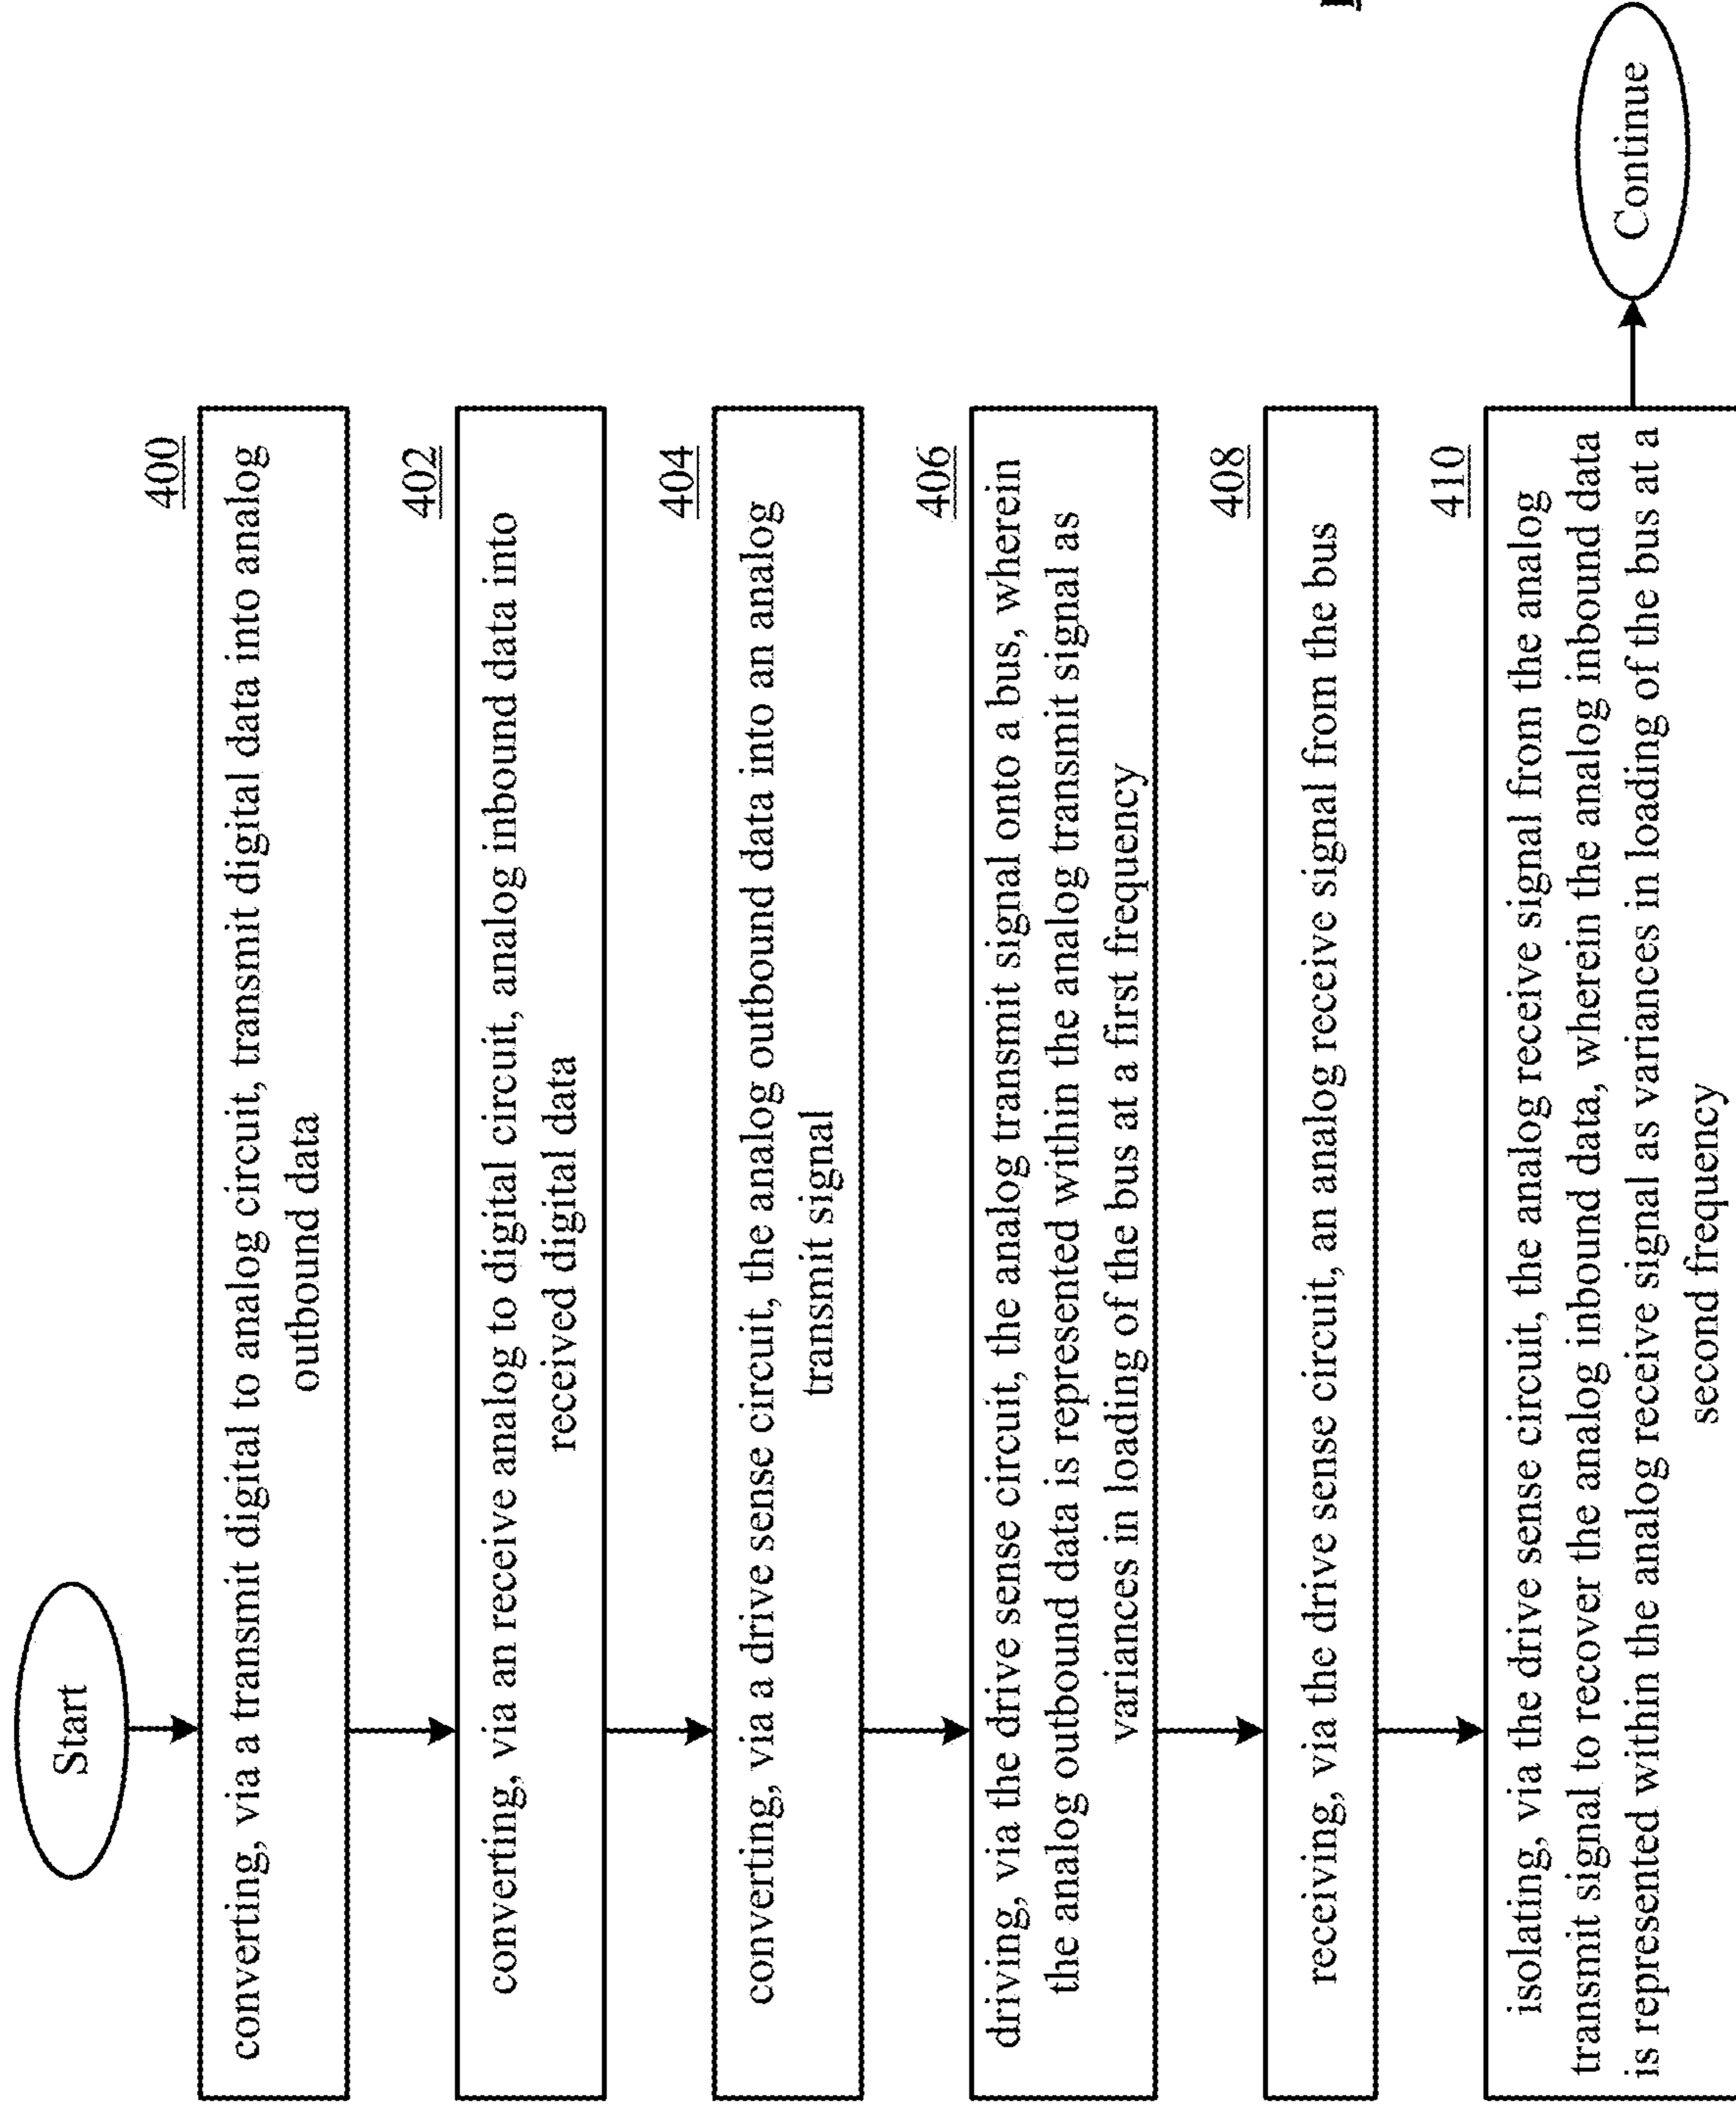 Start
400
converting, via a transmit digital to analog circuit, transmit digital data into analog
outbound data
402
converting, via an receive analog to digital circuit, analog inbound data into
received digital data
404
converting, via a drive sense circuit, the analog outbound data into an analog
transmit signal
406
driving, via the drive sense circuit, the analog transmit signal onto a bus, wherein
the analog outbound data is represented within the analog transmit signal as
variances in loading of the bus at a first frequency
408
receiving, via the drive sense circuit, an analog receive signal from the bus
410
isolating, via the drive sense circuit, the analog receive signal from the analog
transmit signal to recover the analog inbound data, wherein the analog inbound data
is represented within the analog receive signal as variances in loading of the bus at a
second frequency
Continue